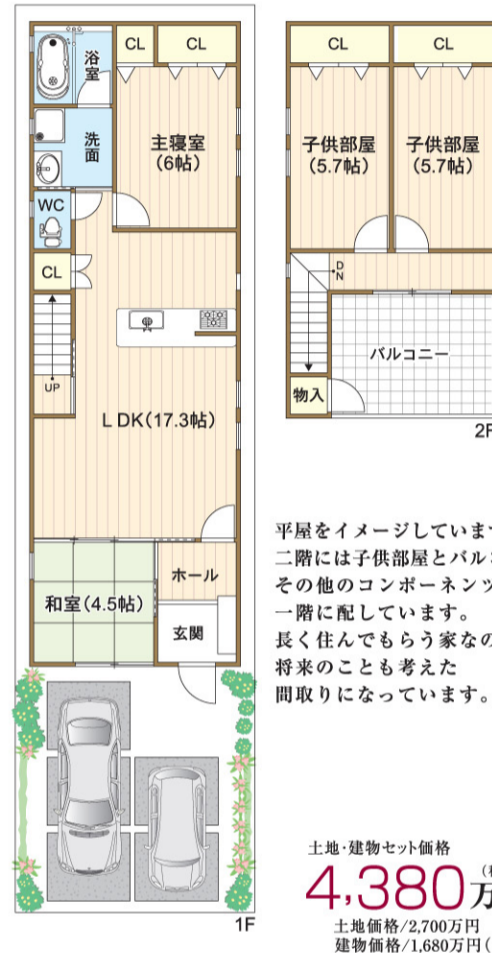 浴室
CL
CL
洗面
主寝室
(6帖)
WC
CL
UP
LDK(17.3帖)
和室(4.5帖)
ホール
玄関
1F
CL
CL
子供部屋
(5.7帖)
子供部屋
(5.7帖)
DN
バルコニー
物入
2F
平屋をイメージしています
二階には子供部屋とバルコ
その他のコンポーネンツ
一階に配しています。
長く住んでもらう家なの
将来のことも考えた
間取りになっています。
土地・建物セット価格
4,380万
土地価格/2,700万円
建物価格/1,680万円(